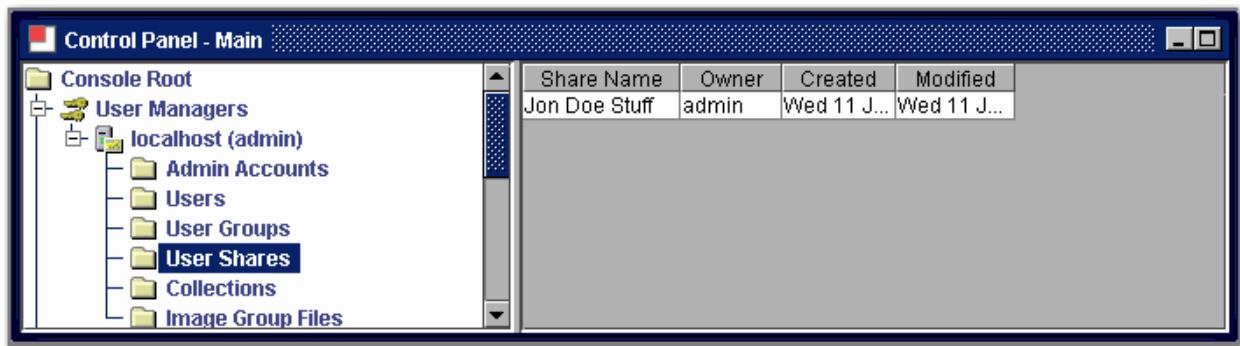 Control Panel - Main
Console Root
User Managers
localhost (admin)
Admin Accounts
Users
User Groups
User Shares
Collections
Image Group Files
Share Name Owner Created Modified
Jon Doe Stuff admin Wed 11 J... Wed 11 J...